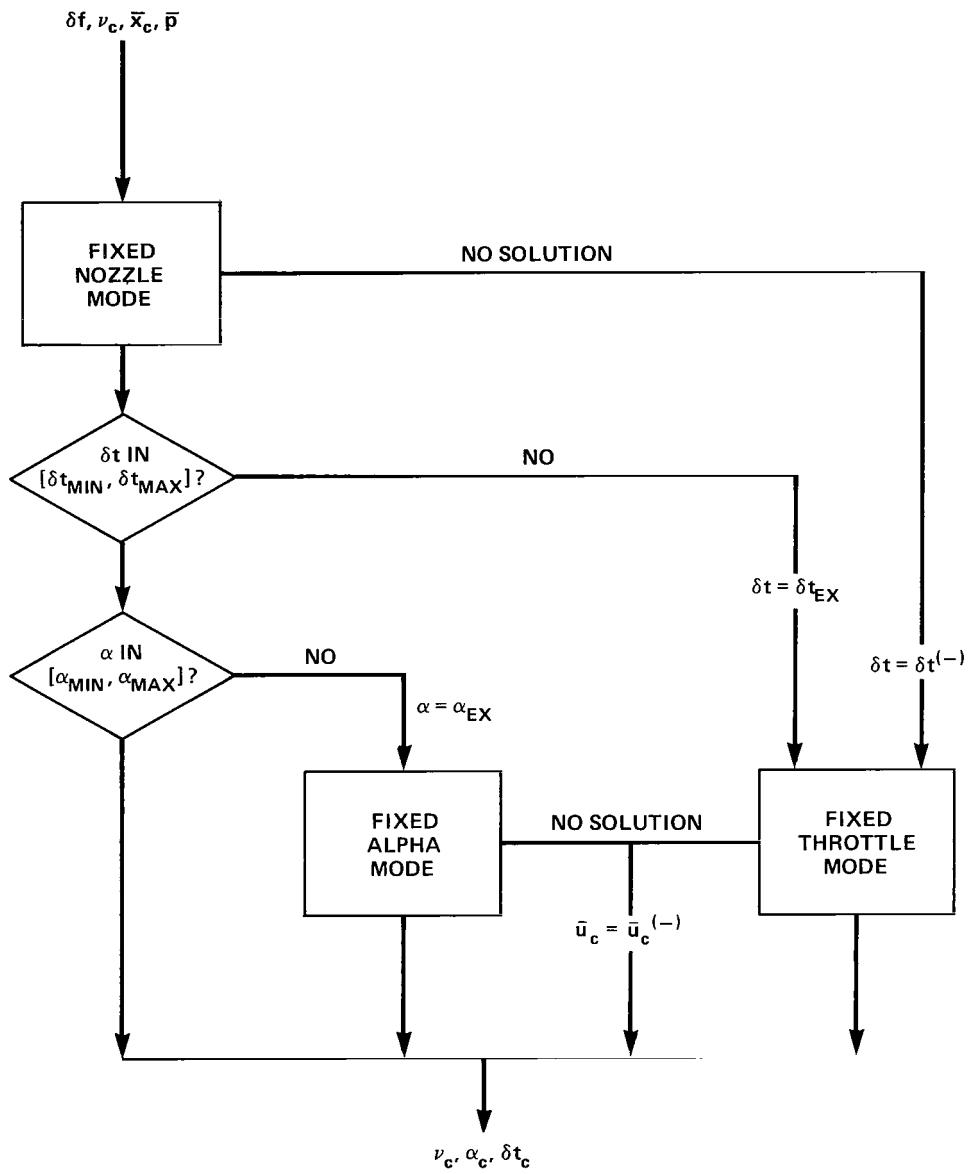 δf, ν_c, x̄_c, p̄
FIXED
NOZZLE
MODE
NO SOLUTION
δt IN
[δt_MIN, δt_MAX]?
NO
δt = δt_EX
δt = δt^(−)
α IN
[α_MIN, α_MAX]?
NO
α = α_EX
FIXED
ALPHA
MODE
NO SOLUTION
FIXED
THROTTLE
MODE
ū_c = ū_c^(−)
ν_c, α_c, δt_c